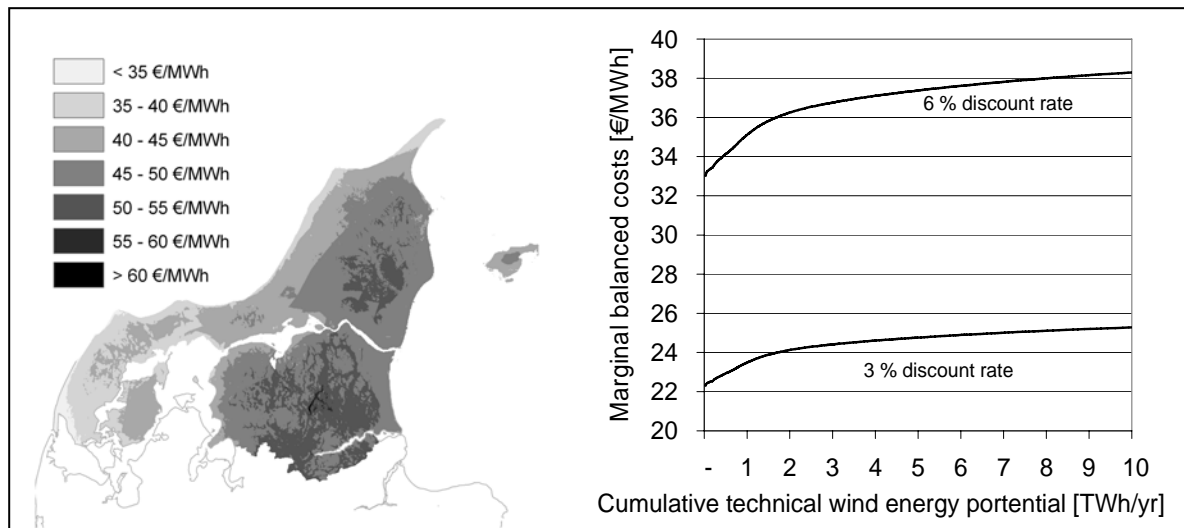 < 35 €/MWh
35 - 40 €/MWh
40 - 45 €/MWh
45 - 50 €/MWh
50 - 55 €/MWh
55 - 60 €/MWh
> 60 €/MWh
Marginal balanced costs [€/MWh]
40
38
36
34
32
30
28
26
24
22
20
6 % discount rate
3 % discount rate
- 1 2 3 4 5 6 7 8 9 10
Cumulative technical wind energy portential [TWh/yr]